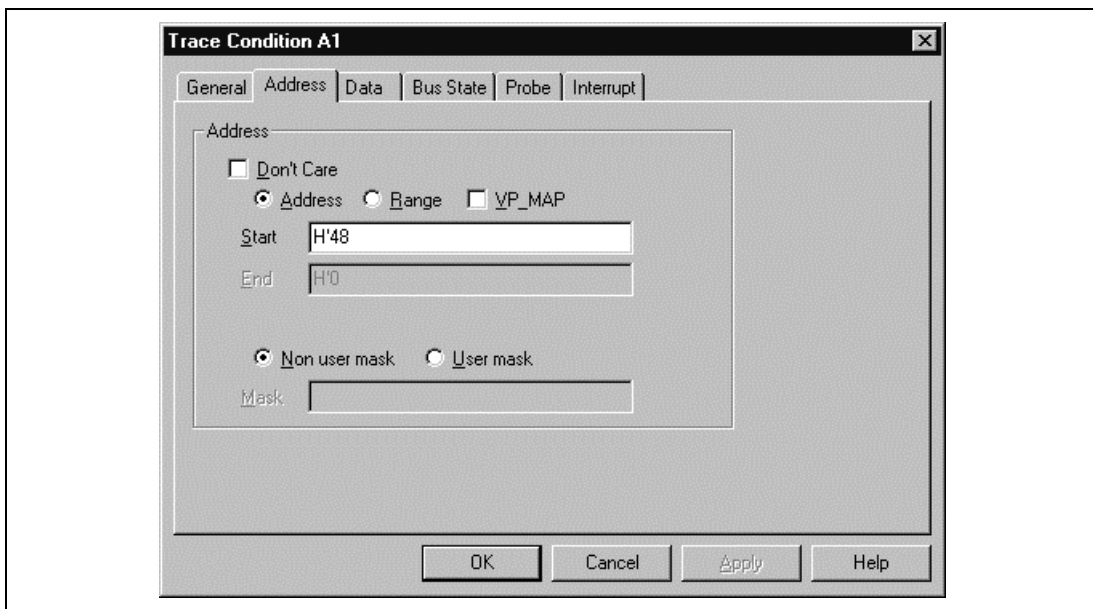 Trace Condition A1
General Address Data Bus State Probe Interrupt
Address
Don't Care
Address Range VP_MAP
Start H'48
End H'0
Non user mask User mask
Mask
OK Cancel Apply Help